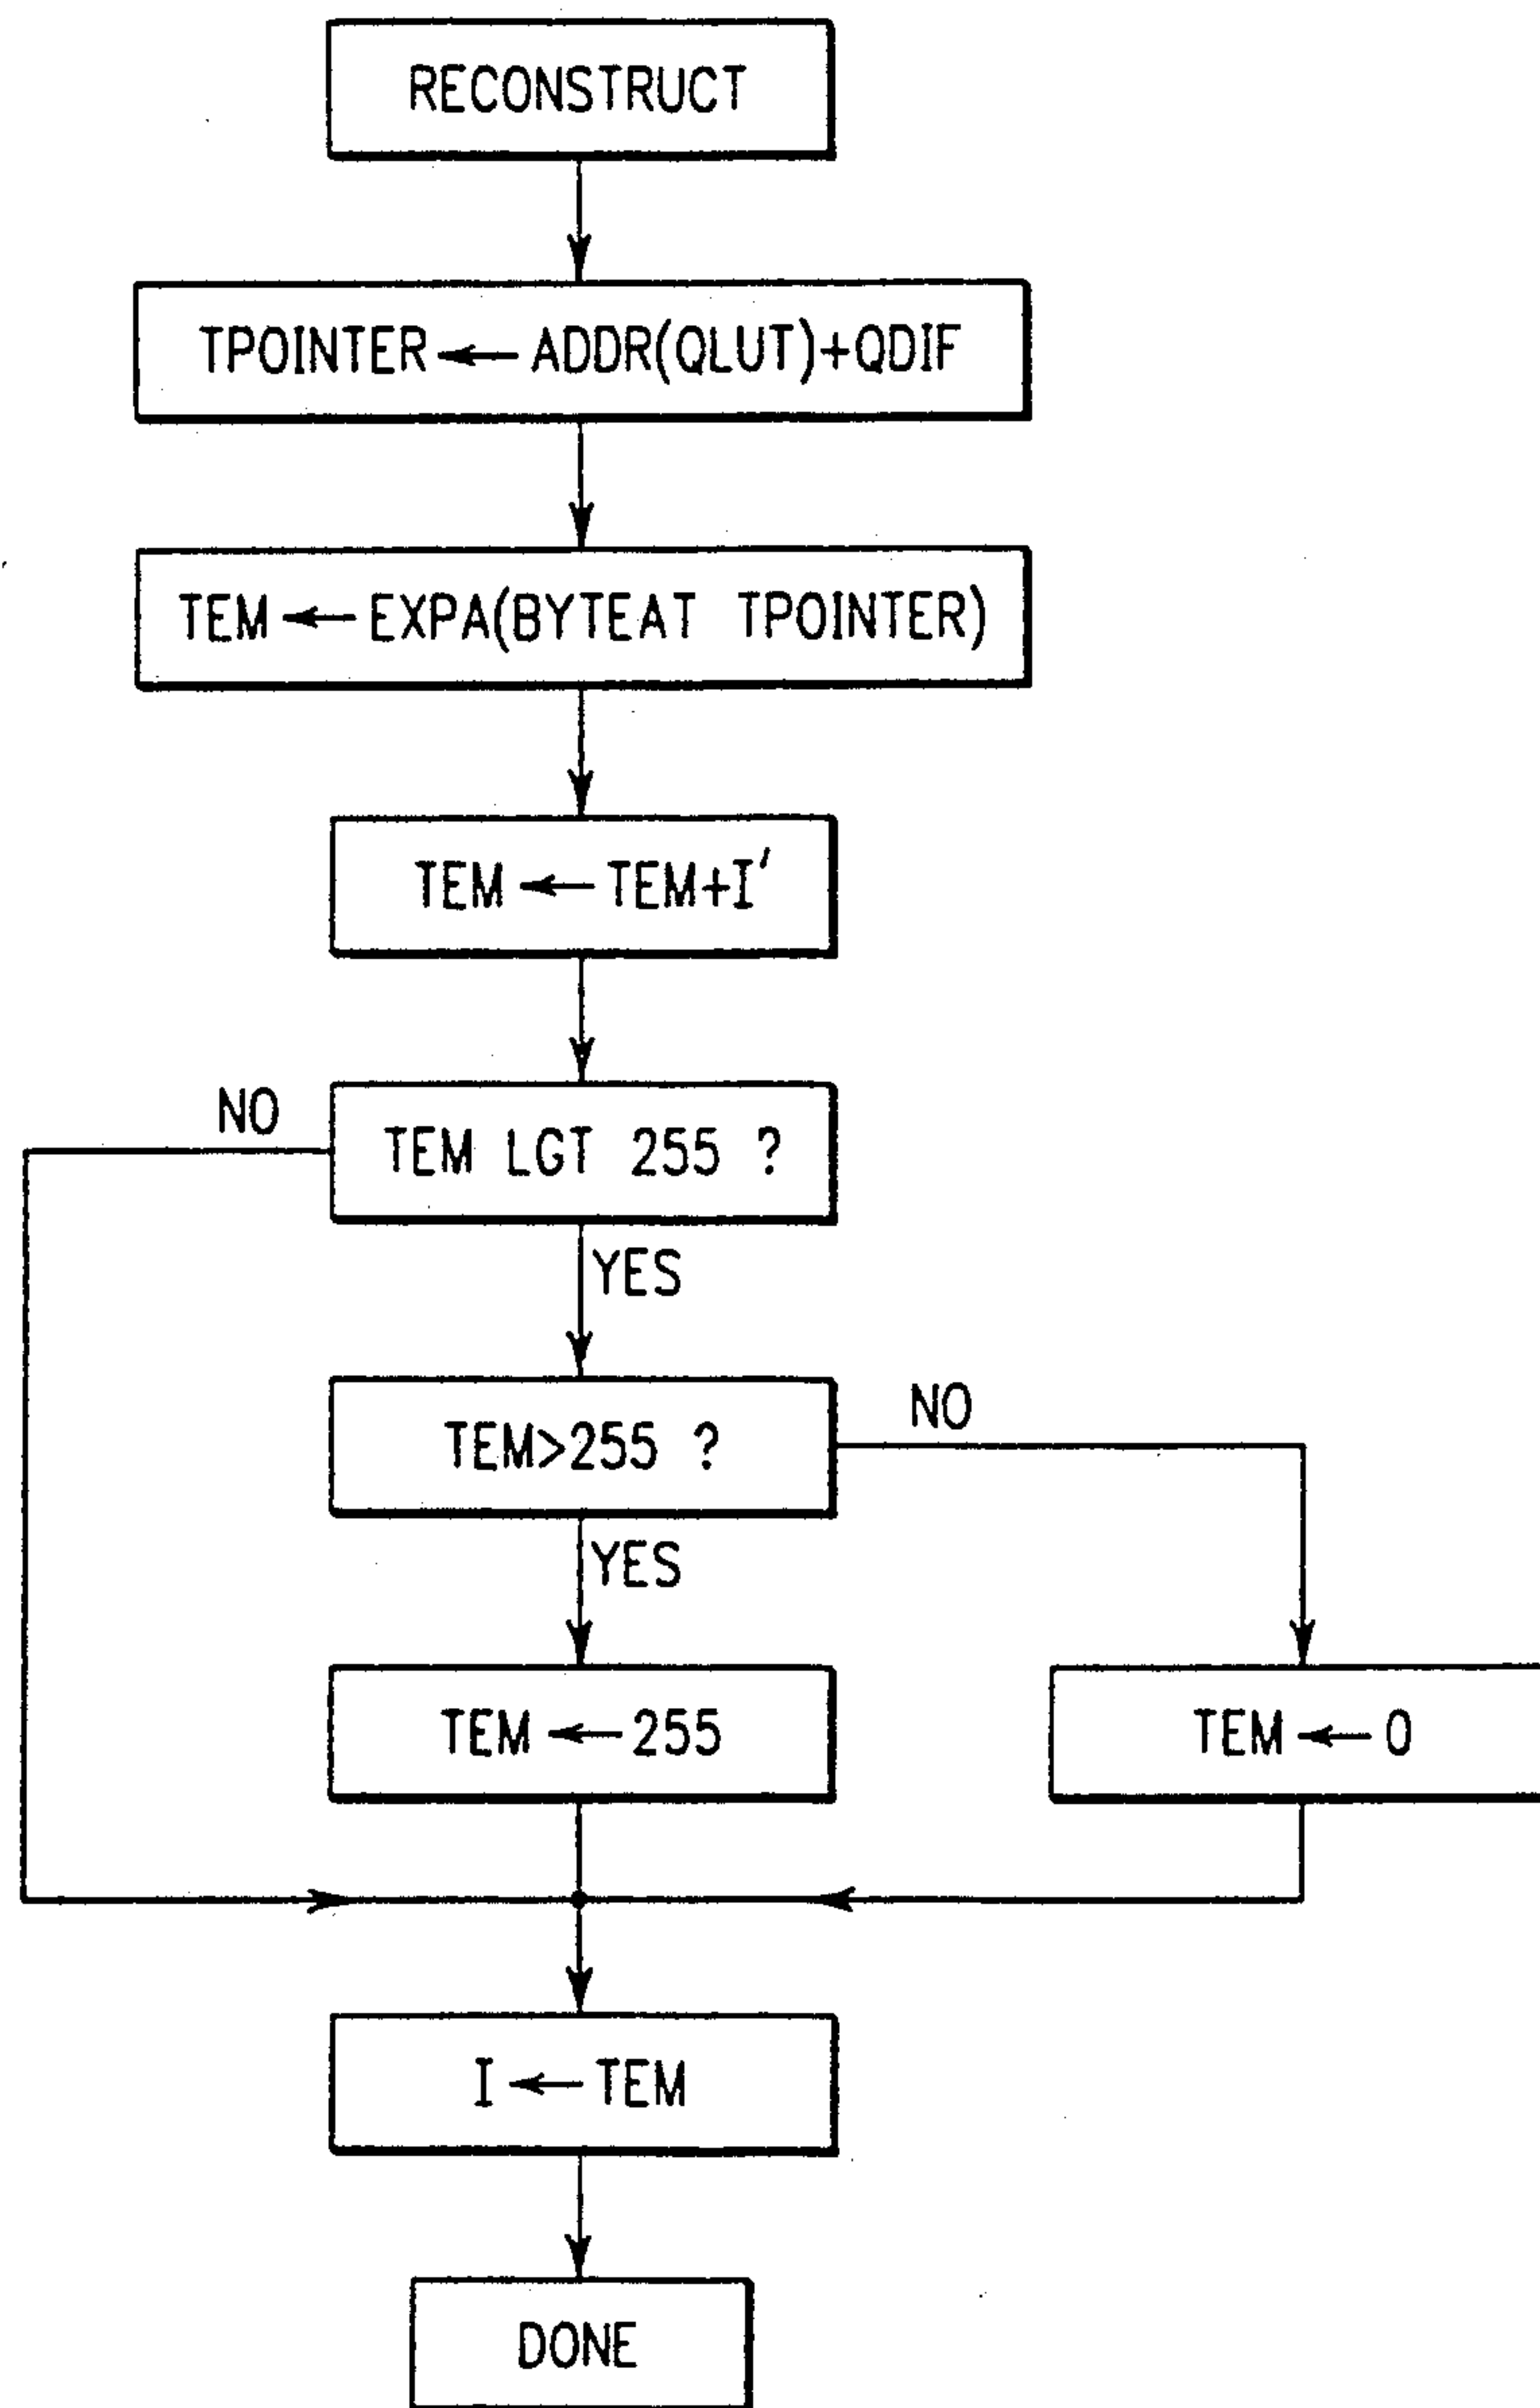 RECONSTRUCT
TPOINTER←ADDR(QLUT)+QDIF
TEM←EXPA(BYTEAT TPOINTER)
TEM←TEM+I'
NO
TEM LGT 255 ?
YES
NO
TEM>255 ?
YES
TEM←255
TEM←0
I←TEM
DONE